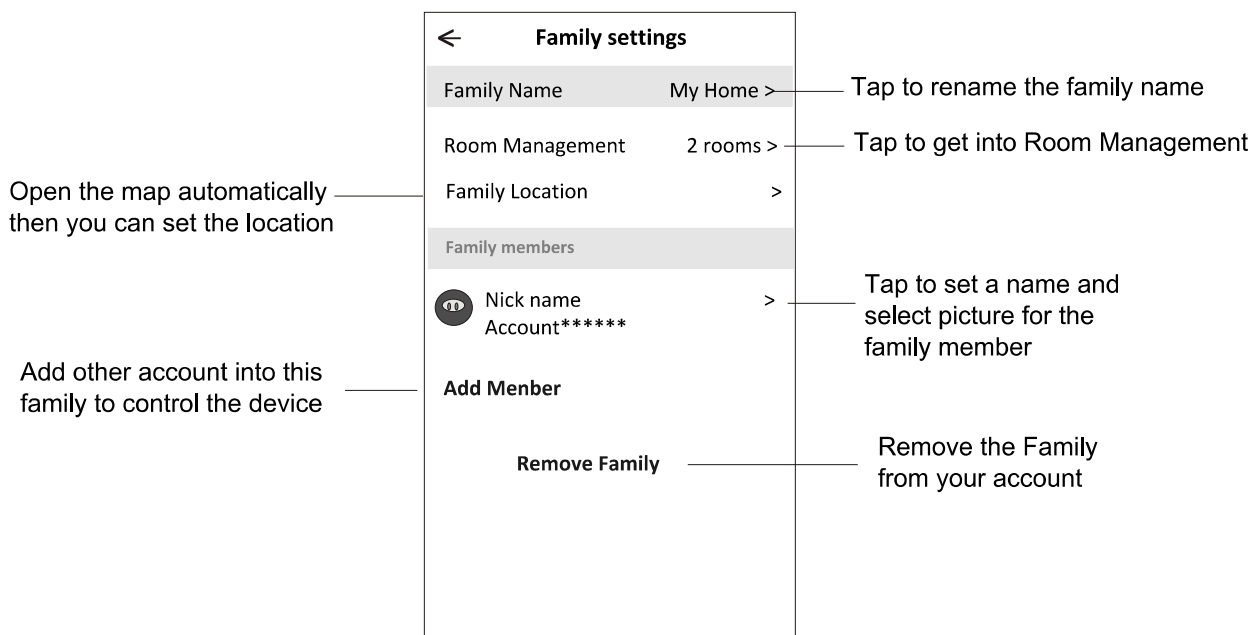 Family settings
Family Name My Home >
Tap to rename the family name
Room Management 2 rooms >
Tap to get into Room Management
Open the map automatically
then you can set the location
Family Location >
Family members
Nick name >
Account******
Tap to set a name and
select picture for the
family member
Add other account into this
family to control the device
Add Menber
Remove Family
Remove the Family
from your account